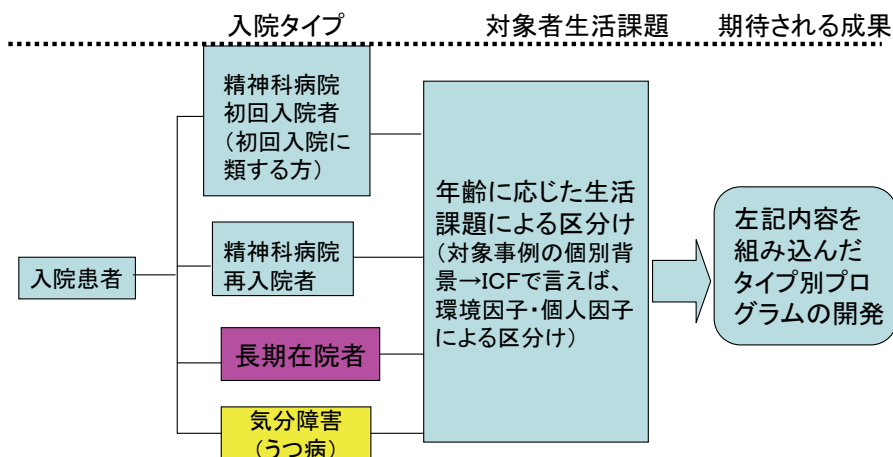 入院タイプ
対象者生活課題
期待される成果
精神科病院
初回入院者
(初回入院に
類する方)
精神科病院
再入院者
入院患者
長期在院者
気分障害
(うつ病)
年齢に応じた生活
課題による区分け
(対象事例の個別背
景→ICFで言えば、
環境因子・個人因子
による区分け)
左記内容を
組み込んだ
タイプ別プロ
グラムの開発